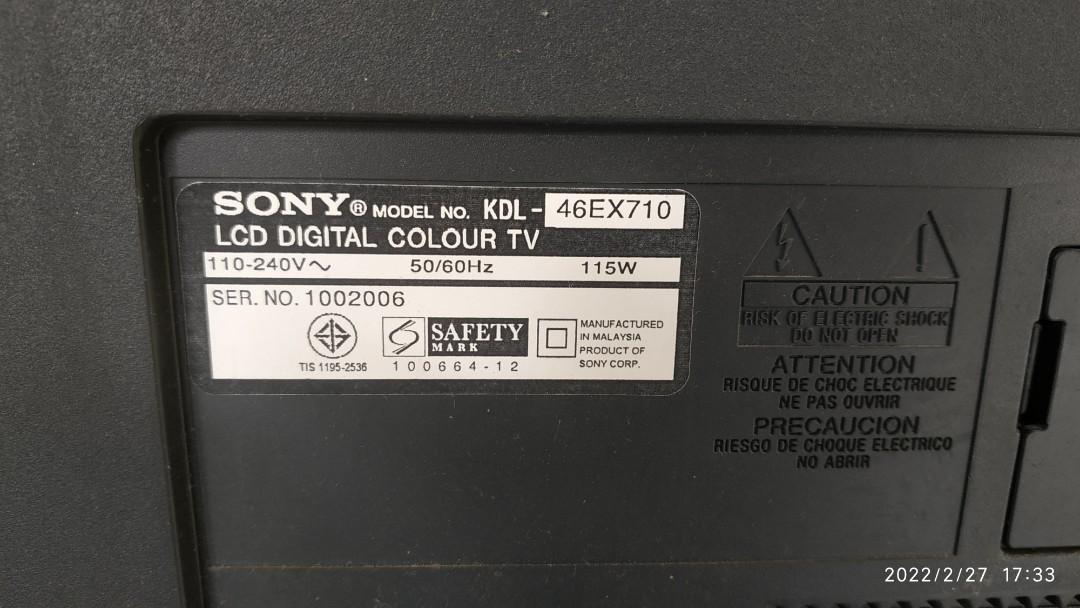 SONY® MODEL NO. KDL-46EX710
LCD DIGITAL COLOUR TV
110-240V～ 50/60Hz 115W
SER. NO. 1002006
TIS 1195-2536
S SAFETY
MARK
100664-12
MANUFACTURED
IN MALAYSIA
PRODUCT OF
SONY CORP.
CAUTION
RISK OF ELECTRIC SHOCK
DO NOT OPEN
ATTENTION
RISQUE DE CHOC ELECTRIQUE
NE PAS OUVRIR
PRECAUCION
RIESGO DE CHOQUE ELECTRICO
NO ABRIR
2022/2/27 17:33